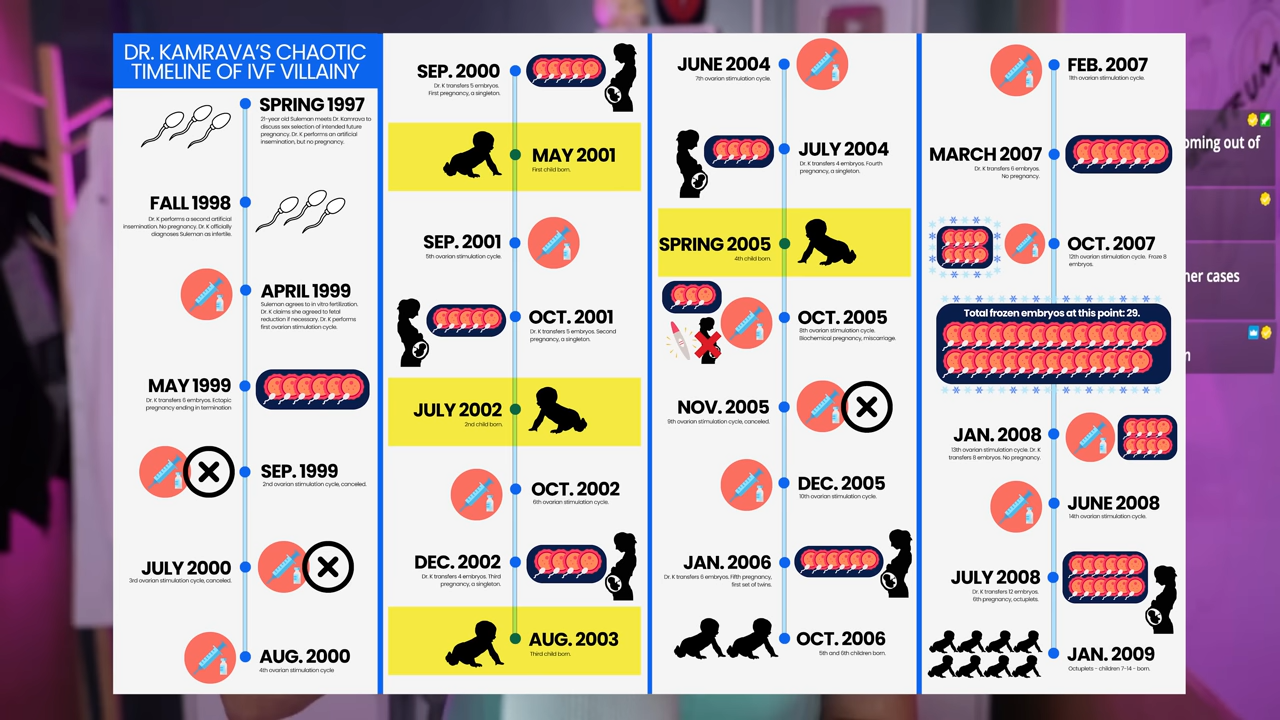 DR. KAMRAVA'S CHAOTIC
TIMELINE OF IVF VILLAINY
SPRING 1997
21-year old Suleman meets Dr. Kamrava to
discuss sex selection of intended future
pregnancy. Dr. K performs an artificial
insemination, but no pregnancy.
FALL 1998
Dr. K performs a second artificial
insemination. No pregnancy. Dr. K officially
diagnoses Suleman as infertile.
APRIL 1999
Suleman agrees to in vitro fertilization.
Dr. K claims she agreed to fetal
reduction if necessary. Dr. K performs
first ovarian stimulation cycle.
MAY 1999
Dr. K transfers 6 embryos. Ectopic
pregnancy ending in termination
SEP. 1999
2nd ovarian stimulation cycle, canceled.
JULY 2000
3rd ovarian stimulation cycle, canceled.
AUG. 2000
4th ovarian stimulation cycle
SEP. 2000
Dr. K transfers 5 embryos.
First pregnancy, a singleton.
MAY 2001
First child born.
SEP. 2001
5th ovarian stimulation cycle.
OCT. 2001
Dr. K transfers 5 embryos. Second
pregnancy, a singleton.
JULY 2002
2nd child born.
OCT. 2002
6th ovarian stimulation cycle.
DEC. 2002
Dr. K transfers 4 embryos. Third
pregnancy, a singleton.
AUG. 2003
Third child born.
JUNE 2004
7th ovarian stimulation cycle.
JULY 2004
Dr. K transfers 4 embryos. Fourth
pregnancy, a singleton.
SPRING 2005
4th child born.
OCT. 2005
8th ovarian stimulation cycle.
Biochemical pregnancy, miscarriage.
NOV. 2005
9th ovarian stimulation cycle, canceled.
DEC. 2005
10th ovarian stimulation cycle.
JAN. 2006
Dr. K transfers 6 embryos. Fifth pregnancy,
first set of twins.
OCT. 2006
5th and 6th children born.
FEB. 2007
11th ovarian stimulation cycle.
MARCH 2007
Dr. K transfers 6 embryos.
No pregnancy.
OCT. 2007
12th ovarian stimulation cycle. Froze 8
embryos.
Total frozen embryos at this point: 29.
JAN. 2008
13th ovarian stimulation cycle. Dr. K
transfers 8 embryos. No pregnancy.
JUNE 2008
14th ovarian stimulation cycle.
JULY 2008
Dr. K transfers 12 embryos.
6th pregnancy, octuplets.
JAN. 2009
Octuplets - children 7-14 - born.
oming out of
her cases